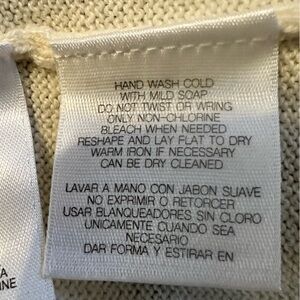 HAND WASH COLD
WITH MILD SOAP
DO NOT TWIST OR WRING
ONLY NON-CHLORINE
BLEACH WHEN NEEDED
RESHAPE AND LAY FLAT TO DRY
WARM IRON IF NECESSARY
CAN BE DRY CLEANED
LAVAR A MANO CON JABON SUAVE
NO EXPRIMIR O RETORCER
USAR BLANQUEADORES SIN CLORO
UNICAMENTE CUANDO SEA
NECESARIO
DAR FORMA Y ESTIRAR EN